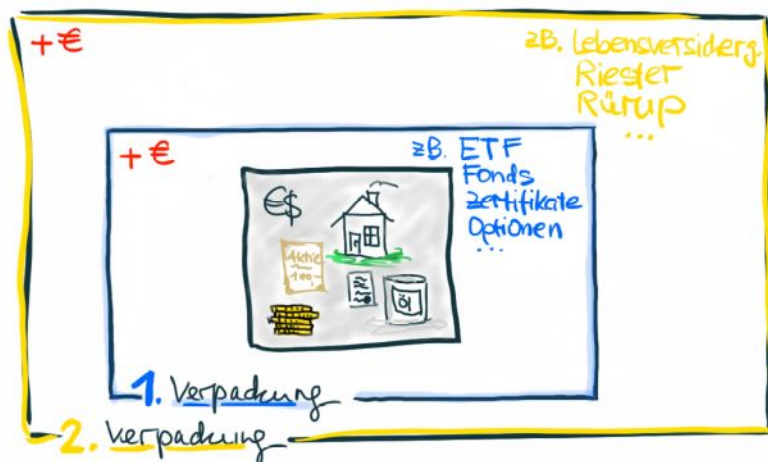 +€
zB. Lebensversicherg.
Riester
Rürup
...
+€
zB. ETF
Fonds
Zertifikate
Optionen
...
€$
Aktie
100,-
Öl
1. Verpackung
2. Verpackung